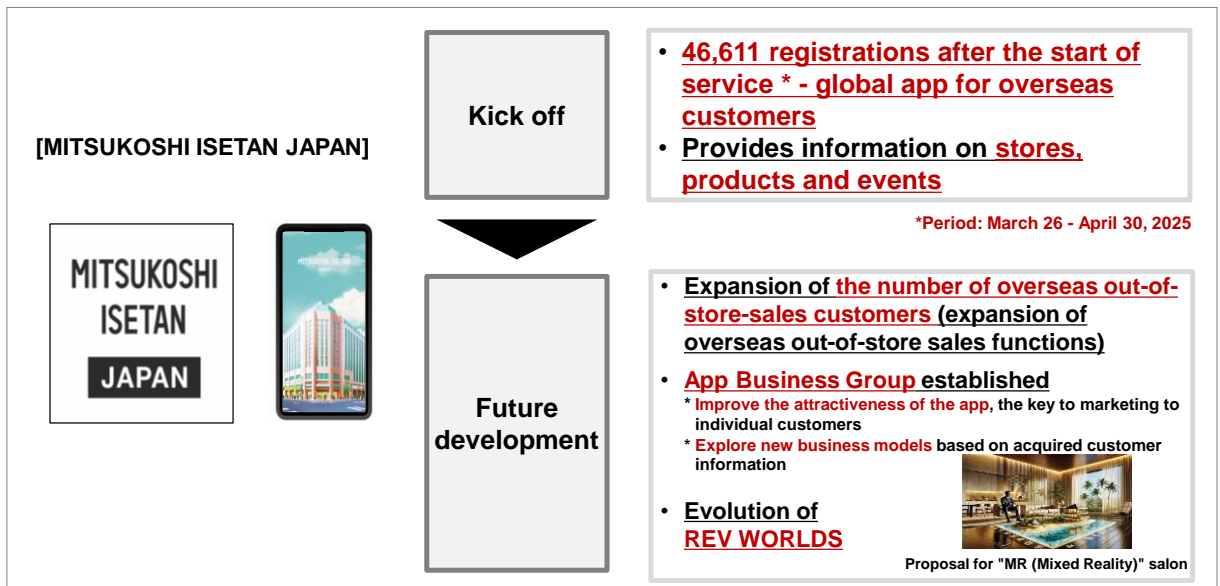 [MITSUKOSHI ISETAN JAPAN]
MITSUKOSHI
ISETAN
JAPAN
MITSUKOSHI ISETAN
Kick off
• 46,611 registrations after the start of
service * - global app for overseas
customers
• Provides information on stores,
products and events
*Period: March 26 - April 30, 2025
Future
development
• Expansion of the number of overseas out-of-
store-sales customers (expansion of
overseas out-of-store sales functions)
• App Business Group established
* Improve the attractiveness of the app, the key to marketing to
individual customers
* Explore new business models based on acquired customer
information
• Evolution of
REV WORLDS
Proposal for "MR (Mixed Reality)" salon